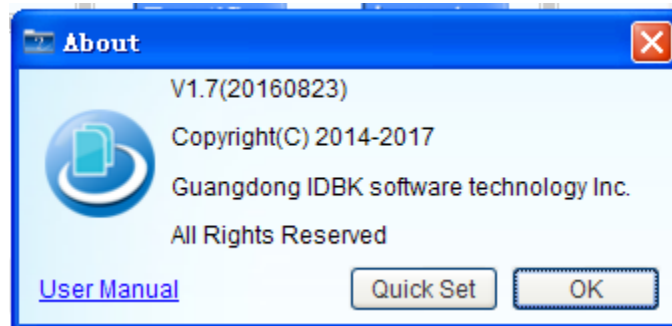 About
V1.7(20160823)
Copyright(C) 2014-2017
Guangdong IDBK software technology Inc.
All Rights Reserved
User Manual
Quick Set
OK